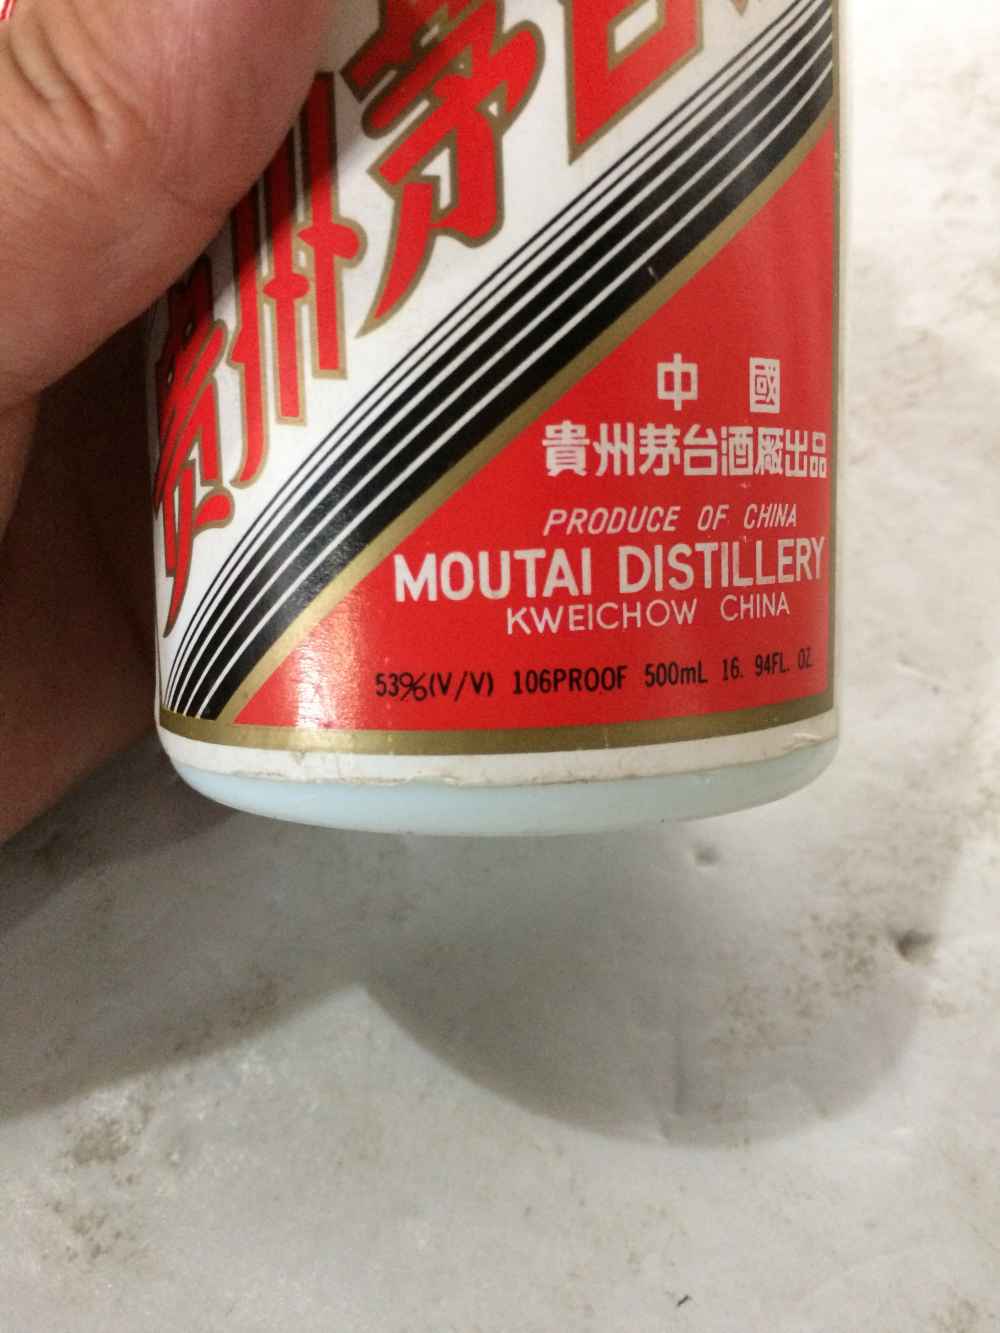 貴州茅台
中國
貴州茅台酒廠出品
PRODUCE OF CHINA
MOUTAI DISTILLERY
KWEICHOW CHINA
53%(V/V) 106PROOF 500mL 16. 94FL. OZ.